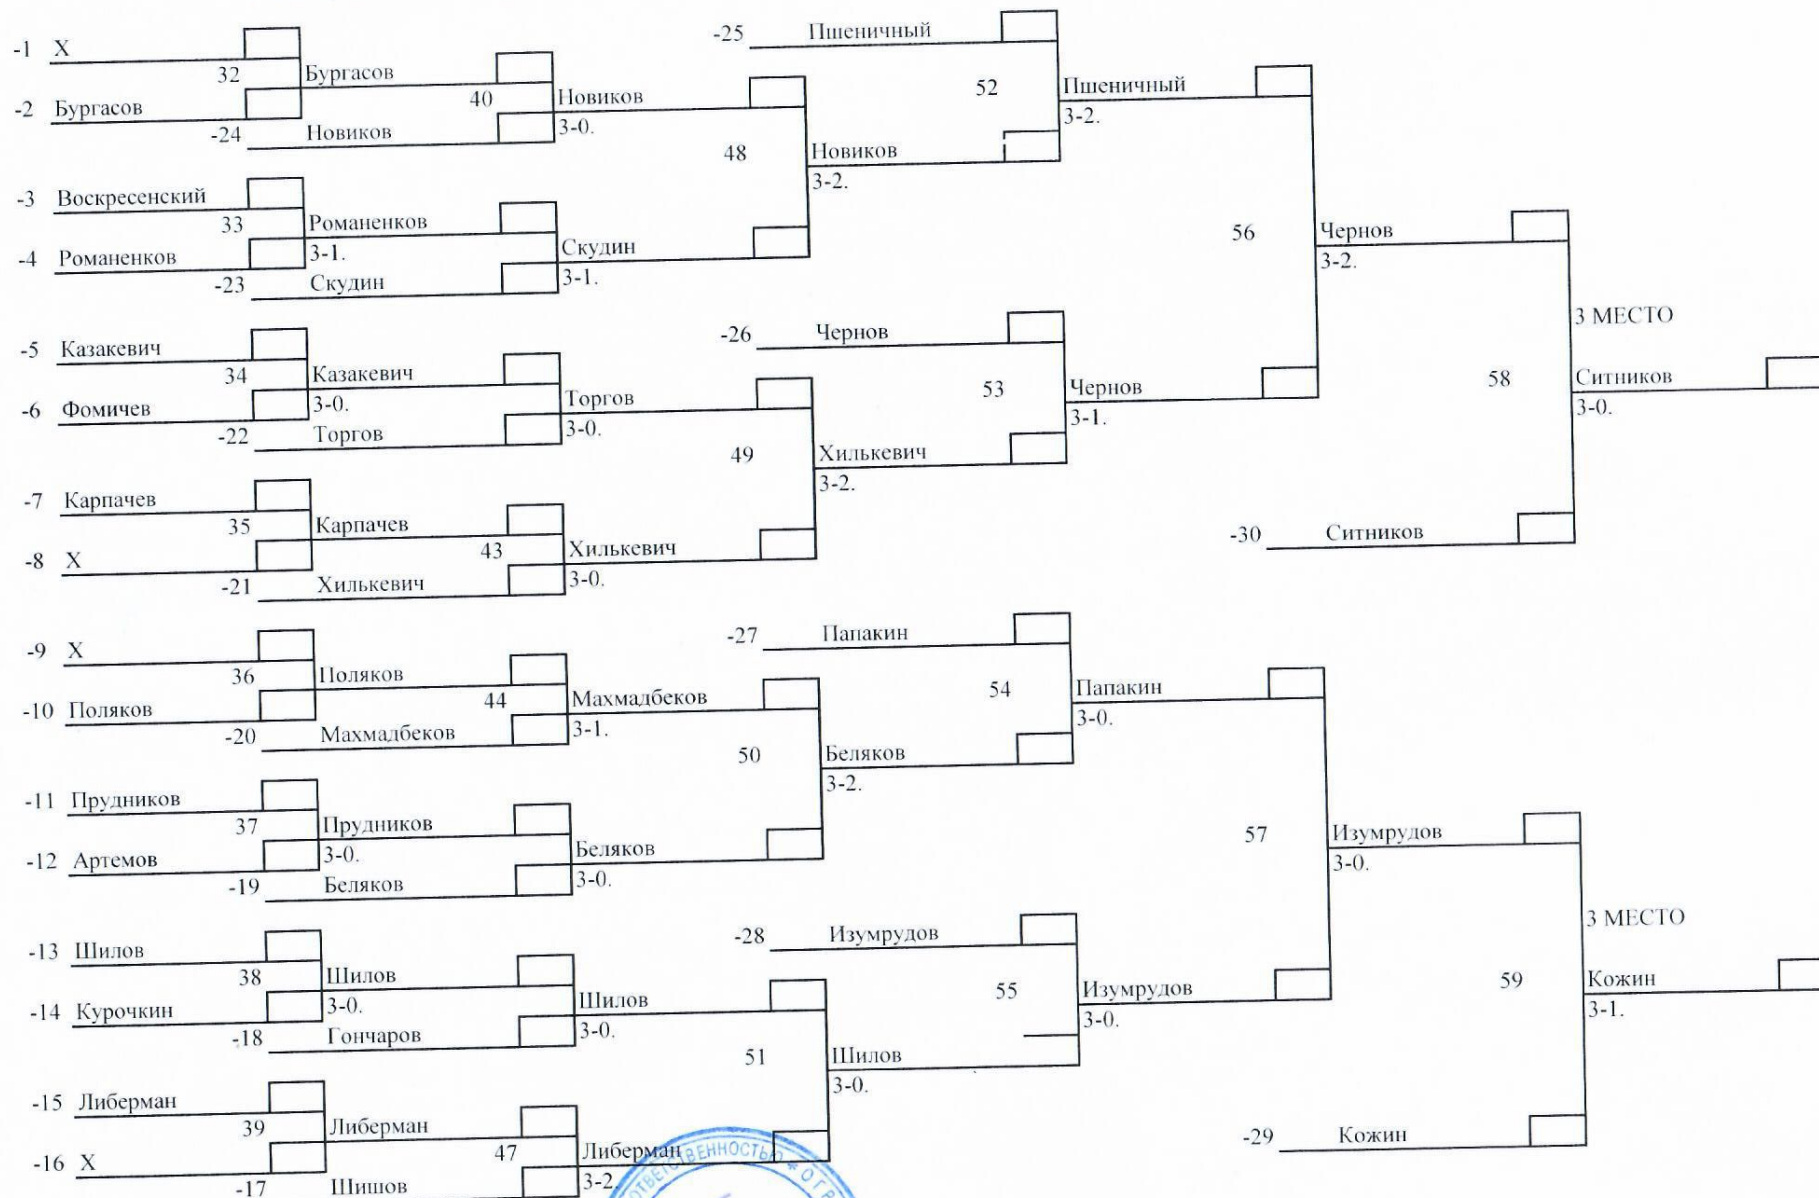 -1 X
32
Бургасов
-2 Бургасов
-24 Новиков
40
Новиков
3-0.
-3 Воскресенский
33
Романенков
3-1.
-4 Романенков
-23 Скудин
Скудин
3-1.
48
Новиков
3-2.
-25 Пшеничный
52
Пшеничный
3-2.
-5 Казакевич
34
Казакевич
3-0.
-6 Фомичев
-22 Торгов
Торгов
3-0.
-7 Карпачев
35
Карпачев
-8 X
-21 Хилькевич
43
Хилькевич
3-0.
49
Хилькевич
3-2.
-26 Чернов
53
Чернов
3-1.
56
Чернов
3-2.
-30 Ситников
58
3 МЕСТО
Ситников
3-0.
-9 X
36
Поляков
-10 Поляков
-20 Махмадбеков
44
Махмадбеков
3-1.
-11 Прудников
37
Прудников
3-0.
-12 Артемов
-19 Беляков
Беляков
3-0.
50
Беляков
3-2.
-27 Папакин
54
Папакин
3-0.
-13 Шилов
38
Шилов
3-0.
-14 Курочкин
-18 Гончаров
Шилов
3-0.
-15 Либерман
39
Либерман
-16 X
-17 Шишов
47
Либерман
3-2.
51
Шилов
3-0.
-28 Изумрудов
55
Изумрудов
3-0.
57
Изумрудов
3-0.
-29 Кожин
59
3 МЕСТО
Кожин
3-1.